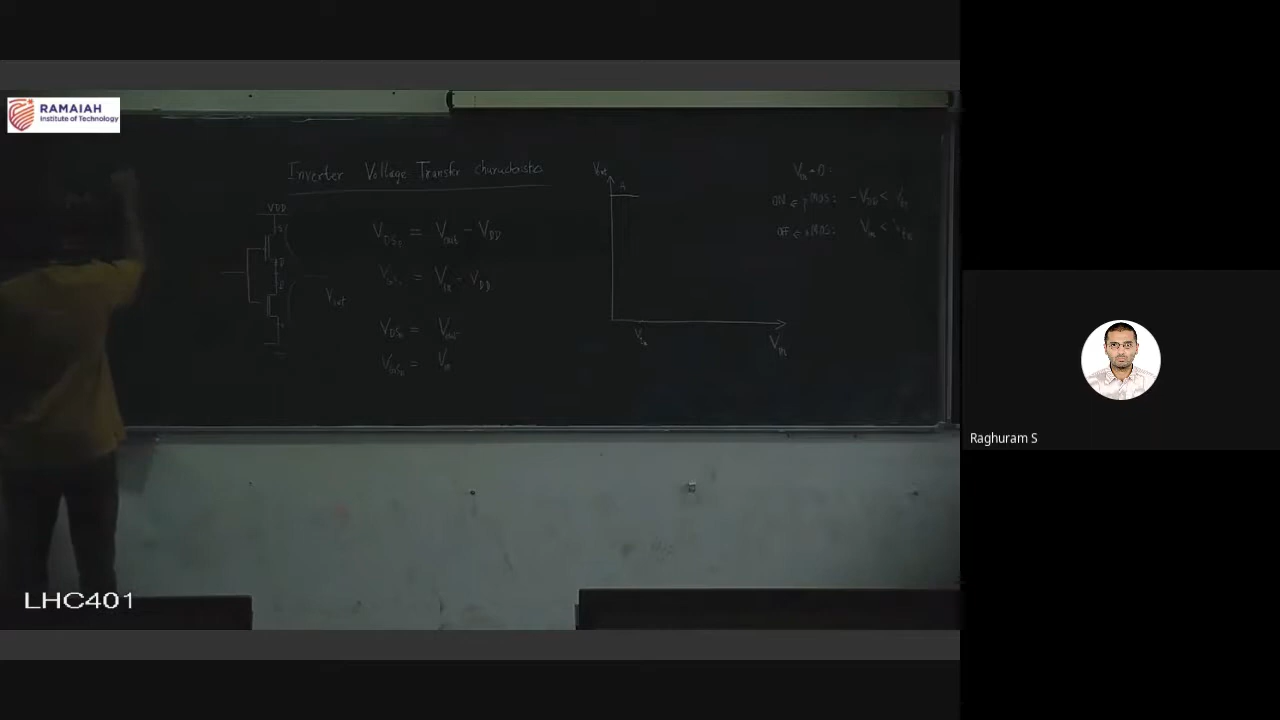 RAMAIAH
Institute of Technology
Inverter Voltage Transfer characteristics
VDD
V_DSp = V_out - V_DD
V_GSp = V_in - V_DD
V_DSn = V_out
V_GSn = V_in
V_out
V_out
A
V_in
V_in = 0:
ON ⇐ pMOS: -V_DD < V_tp
OFF ⇐ nMOS: V_in < V_tn
Raghuram S
LHC401